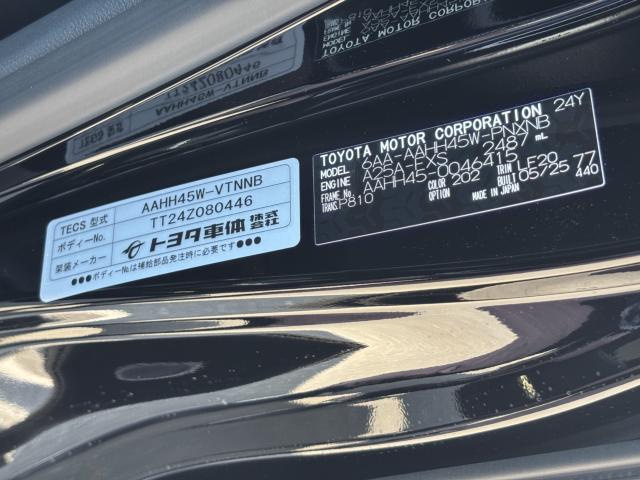 TECS 型式 AAHH45W-VTNNB
ボディーNo. TT24Z080446
架装メーカー トヨタ車体 株式会社
●●●ボディーNo.は補給部品発注時に必要です●●●
TOYOTA MOTOR CORPORATION 24Y
MODEL 6AA-AAHH45W-PNXNB
ENGINE A25A-FXS 2487 mL
FRAME No. AAHH45-0046415
TRANS. P810 COLOR 202 TRIM LE20 77
OPTION BUILT 05725 440
MADE IN JAPAN